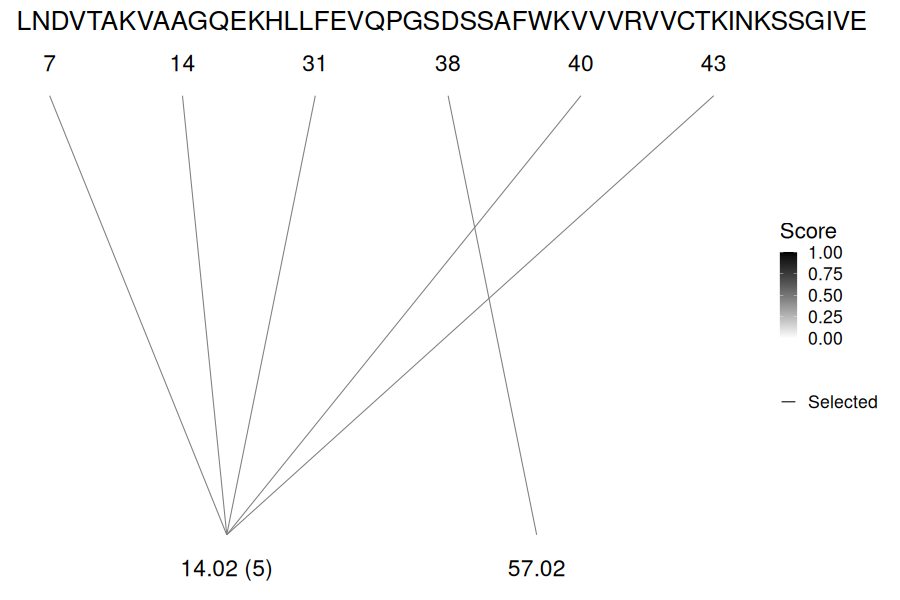 LNDVTAKVAAGQEKHLLFEVQPGSDSSAFWKVVVRVVCTKINKSSGIVE
7 14 31 38 40 43
Score
1.00
0.75
0.50
0.25
0.00
Selected
14.02 (5) 57.02